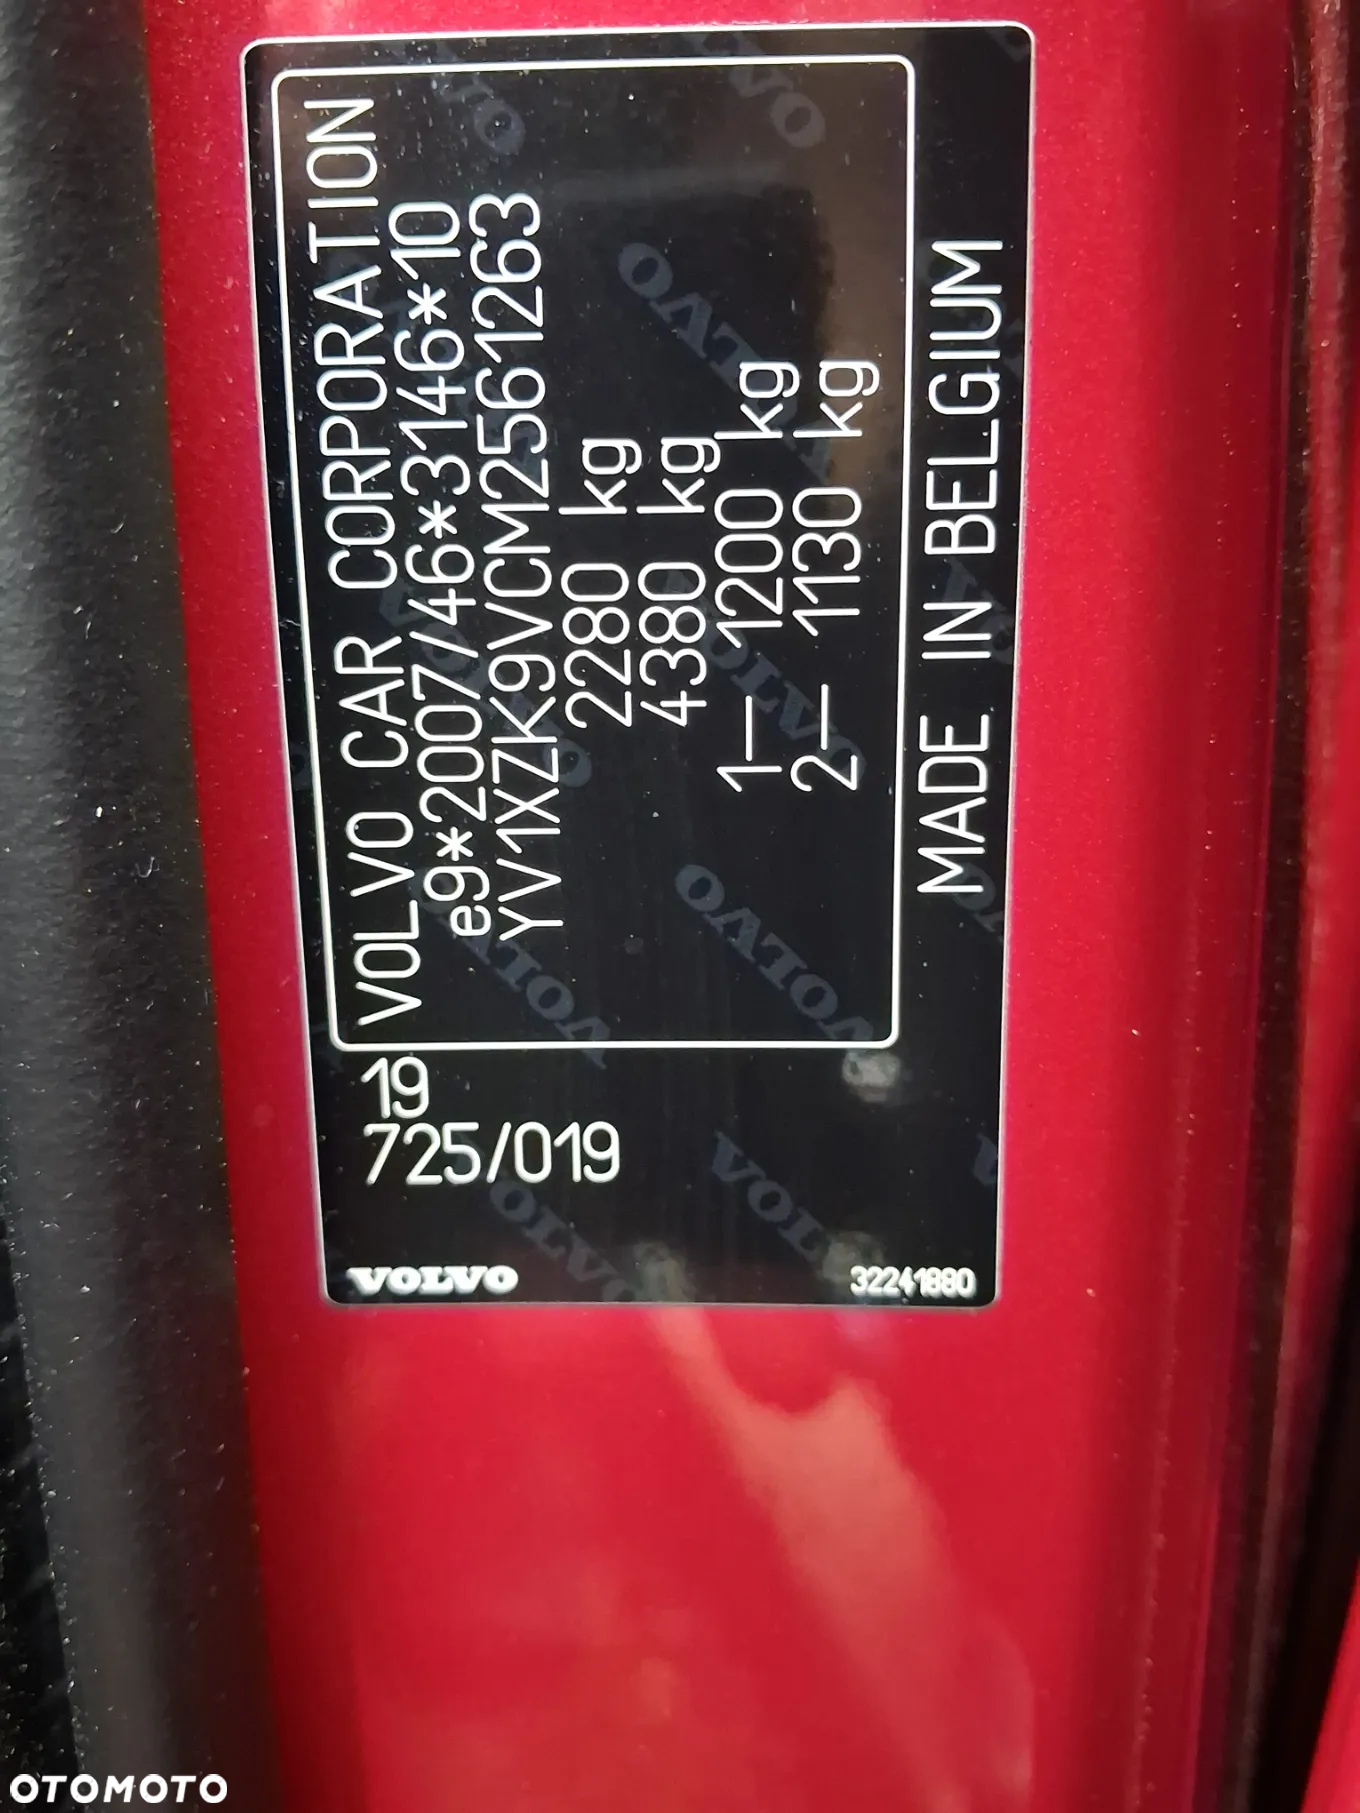 VOLVO CAR CORPORATION
e9*2007/46*3146*10
YV1XZK9VCM2561263
2280 kg
4380 kg
1— 1200 kg
2— 1130 kg
MADE IN BELGIUM
19
725/019
VOLVO
32241880
OTOMOTO